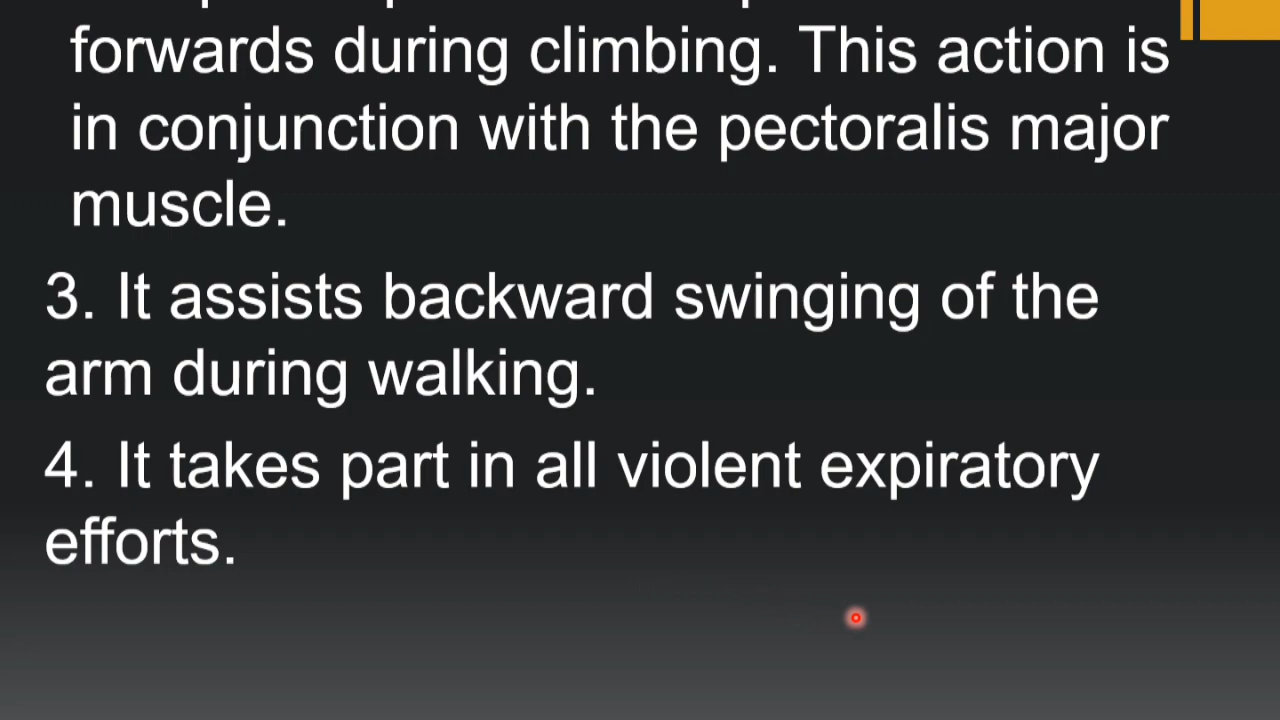 forwards during climbing. This action is
in conjunction with the pectoralis major
muscle.
3. It assists backward swinging of the
arm during walking.
4. It takes part in all violent expiratory
efforts.